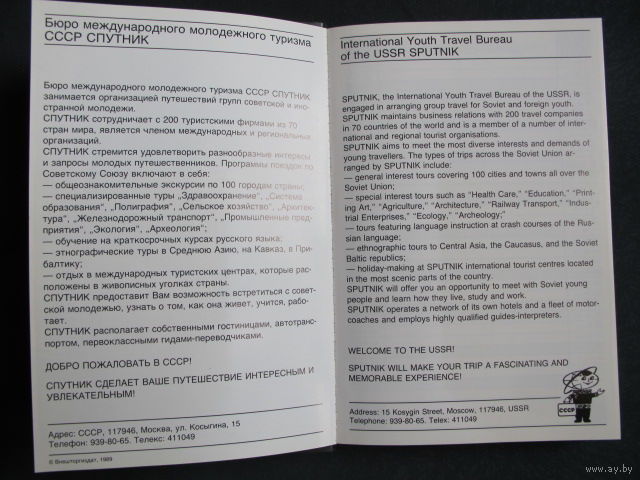 Бюро международного молодежного туризма
СССР СПУТНИК
Бюро международного молодежного туризма СССР СПУТНИК
занимается организацией путешествий групп советской и ино-
странной молодежи.
СПУТНИК сотрудничает с 200 туристскими фирмами из 70
стран мира, является членом международных и региональных
организаций.
СПУТНИК стремится удовлетворить разнообразные интересы
и запросы молодых путешественников. Программы поездок по
Советскому Союзу включают в себя:
— общеознакомительные экскурсии по 100 городам страны;
— специализированные туры „Здравоохранение", „Система
образования", „Полиграфия", „Сельское хозяйство", „Архитек-
тура", „Железнодорожный транспорт", „Промышленные пред-
приятия", „Экология", „Археология";
— обучение на краткосрочных курсах русского языка;
— этнографические туры в Среднюю Азию, на Кавказ, в При-
балтику;
— отдых в международных туристских центрах, которые рас-
положены в живописных уголках страны.
СПУТНИК предоставит Вам возможность встретиться с совет-
ской молодежью, узнать о том, как она живет, учится, рабо-
тает.
СПУТНИК располагает собственными гостиницами, автотранс-
портом, первоклассными гидами-переводчиками.
ДОБРО ПОЖАЛОВАТЬ В СССР!
СПУТНИК СДЕЛАЕТ ВАШЕ ПУТЕШЕСТВИЕ ИНТЕРЕСНЫМ И
УВЛЕКАТЕЛЬНЫМ!
Адрес: СССР, 117946, Москва, ул. Косыгина, 15
Телефон: 939-80-65. Телекс: 411049
© Внешторгиздат, 1989
International Youth Travel Bureau
of the USSR SPUTNIK
SPUTNIK, the International Youth Travel Bureau of the USSR, is
engaged in arranging group travel for Soviet and foreign youth.
SPUTNIK maintains business relations with 200 travel companies
in 70 countries of the world and is a member of a number of inter-
national and regional tourist organisations.
SPUTNIK aims to meet the most diverse interests and demands of
young travellers. The types of trips across the Soviet Union ar-
ranged by SPUTNIK include:
— general interest tours covering 100 cities and towns all over the
Soviet Union;
— special interest tours such as "Health Care," "Education," "Print-
ing Art," "Agriculture," "Architecture," "Railway Transport," "Indus-
trial Enterprises," "Ecology," "Archeology;"
— tours featuring language instruction at crash courses of the Rus-
sian language;
— ethnographic tours to Central Asia, the Caucasus, and the Soviet
Baltic republics;
— holiday-making at SPUTNIK international tourist centres located
in the most scenic parts of the country.
SPUTNIK will offer you an opportunity to meet with Soviet young
people and learn how they live, study and work.
SPUTNIK operates a network of its own hotels and a fleet of motor-
coaches and employs highly qualified guides-interpreters.
WELCOME TO THE USSR!
SPUTNIK WILL MAKE YOUR TRIP A FASCINATING AND
MEMORABLE EXPERIENCE!
Address: 15 Kosygin Street, Moscow, 117946, USSR
Telephone: 939-80-65. Telex: 411049
СССР
www.ay.by